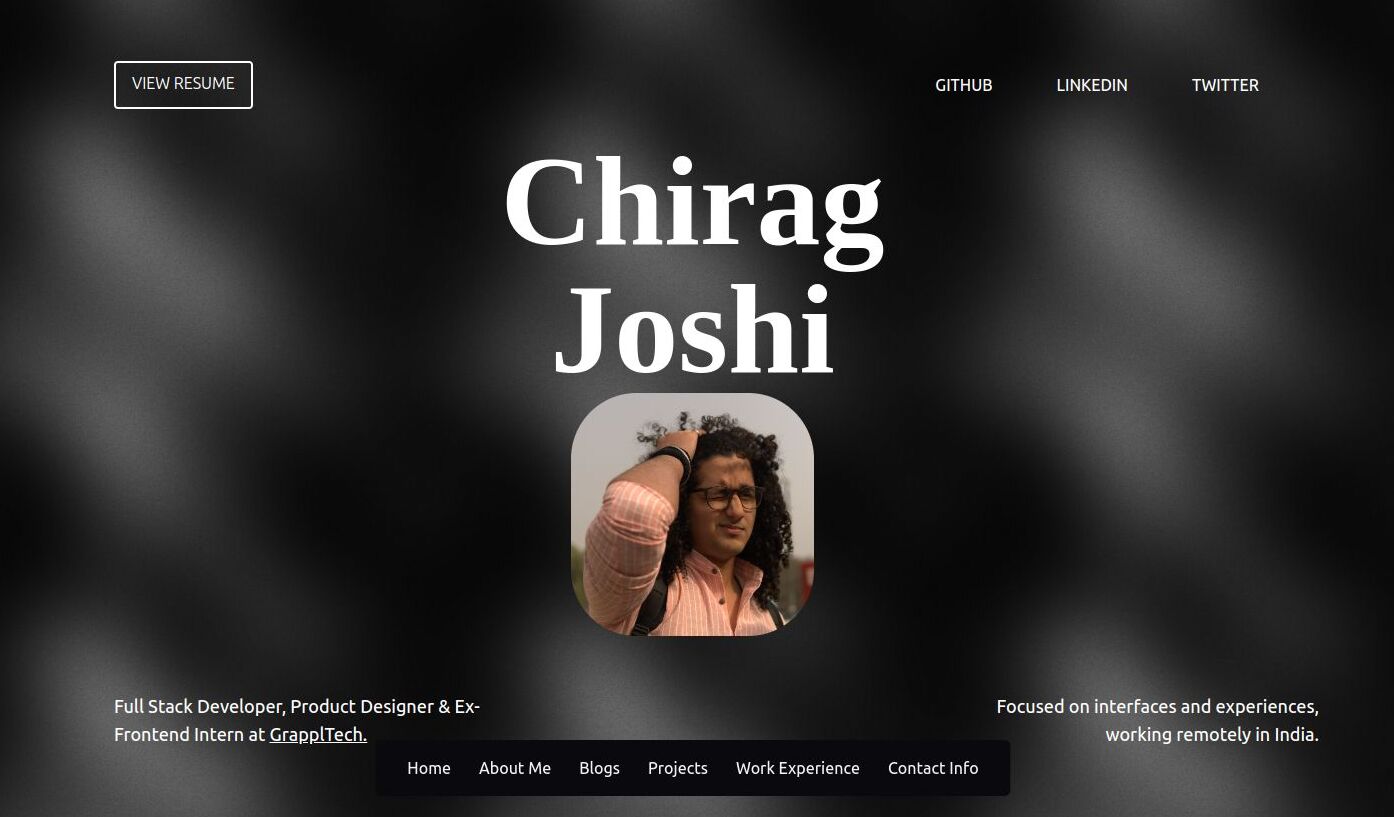 VIEW RESUME
GITHUB LINKEDIN TWITTER
Chirag
Joshi
Full Stack Developer, Product Designer & Ex-
Frontend Intern at GrapplTech.
Focused on interfaces and experiences,
working remotely in India.
Home About Me Blogs Projects Work Experience Contact Info